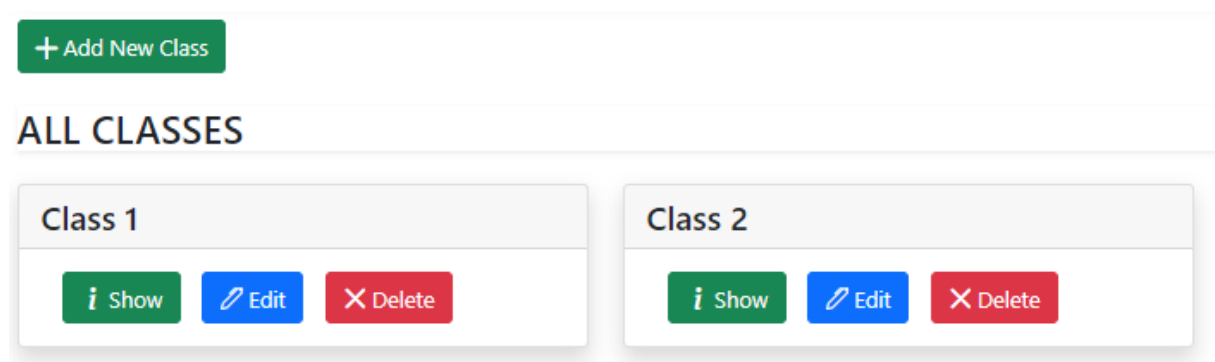 Add New Class
ALL CLASSES
Class 1
Class 2
Show Edit Delete
Show Edit Delete